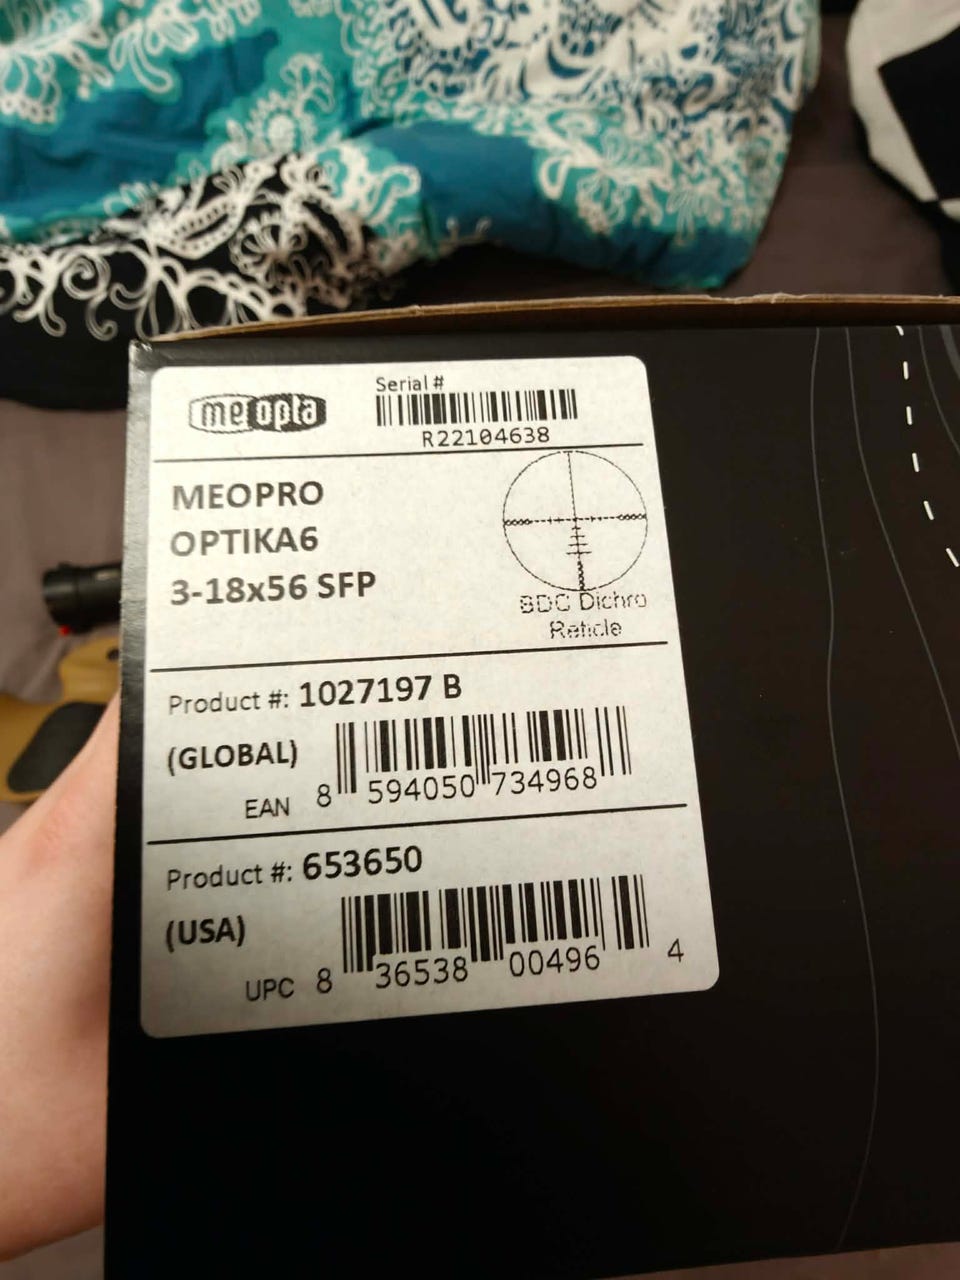 meopta
Serial #
R22104638
MEOPRO
OPTIKA6
3-18x56 SFP
BDC Dichro
Reticle
Product #: 1027197 B
(GLOBAL)
EAN 8 594050 734968
Product #: 653650
(USA)
UPC 8 36538 00496 4